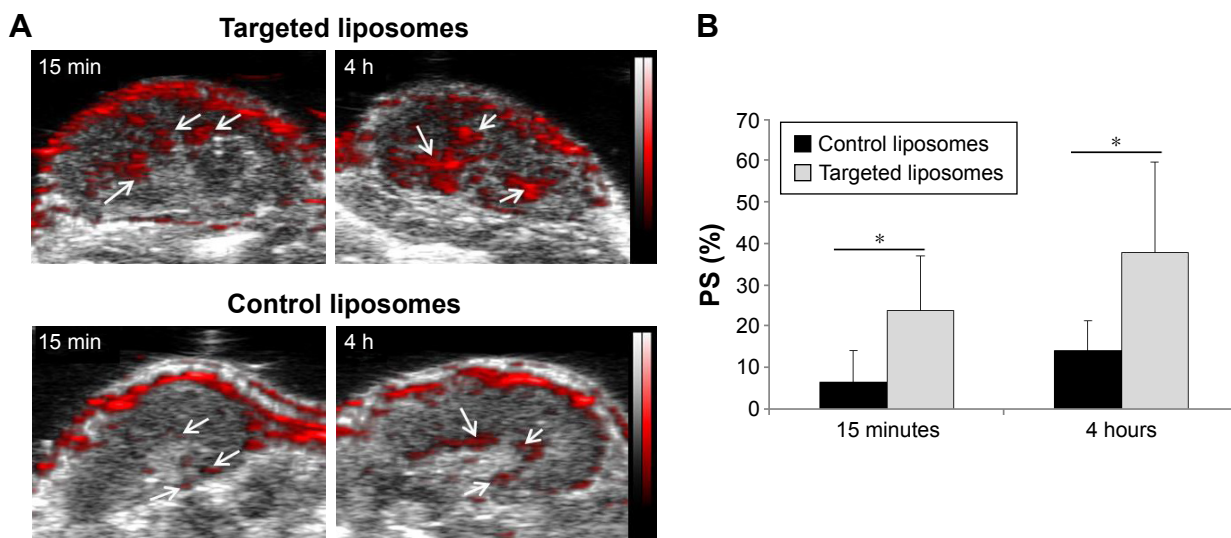 A
Targeted liposomes
15 min
4 h
Control liposomes
15 min
4 h
B
PS (%)
70
60
50
40
30
20
10
0
Control liposomes
Targeted liposomes
*
*
15 minutes
4 hours